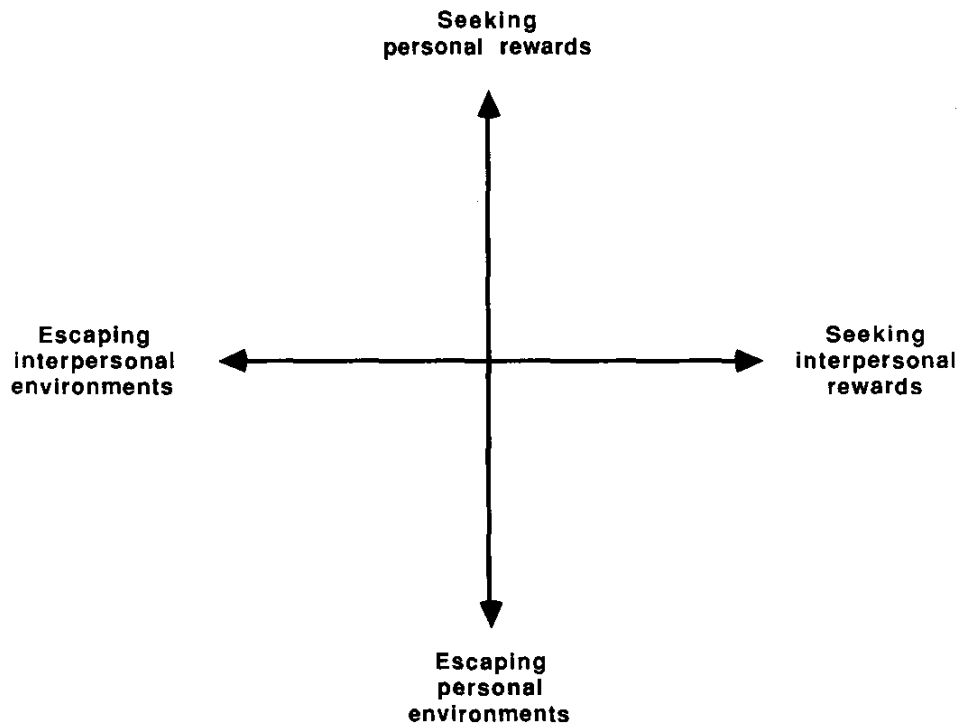 Seeking
personal rewards
Escaping
interpersonal
environments
Seeking
interpersonal
rewards
Escaping
personal
environments